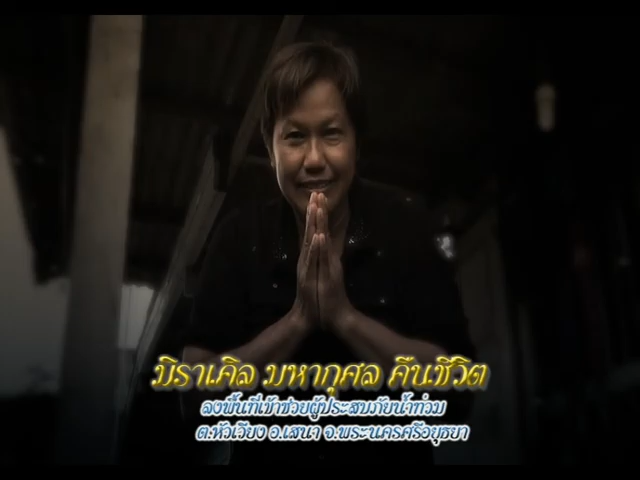 มิราเคิล มหากุศล คืนชีวิต
ลงพื้นที่เข้าช่วยผู้ประสบภัยน้ำท่วม
ต.หัวเวียง อ.เสนา จ.พระนครศรีอยุธยา